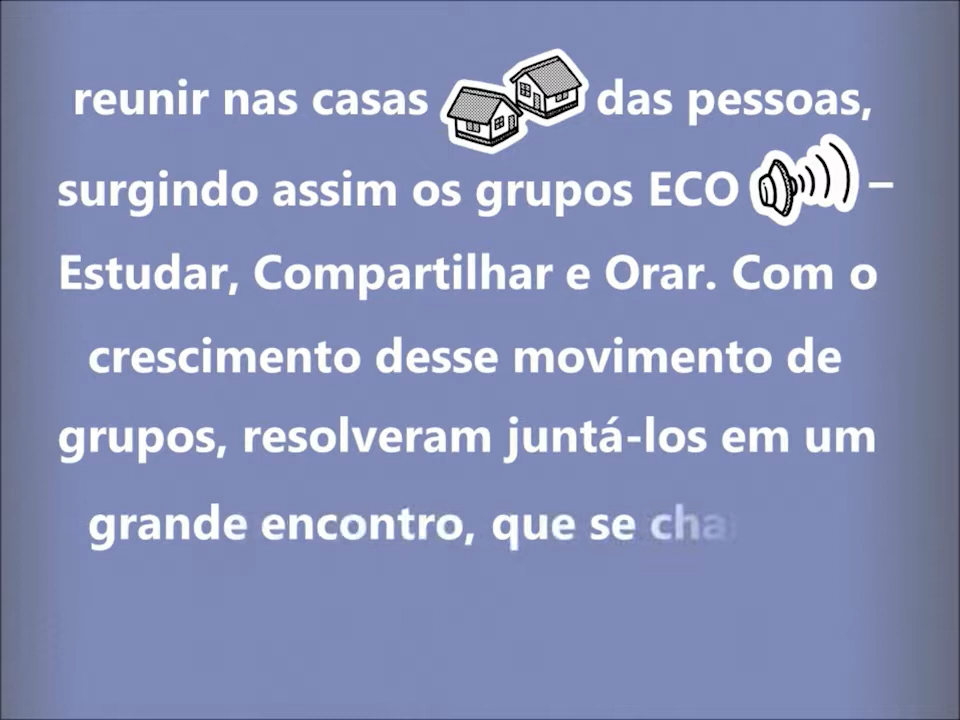 reunir nas casas das pessoas,
surgindo assim os grupos ECO –
Estudar, Compartilhar e Orar. Com o
crescimento desse movimento de
grupos, resolveram juntá-los em um
grande encontro, que se